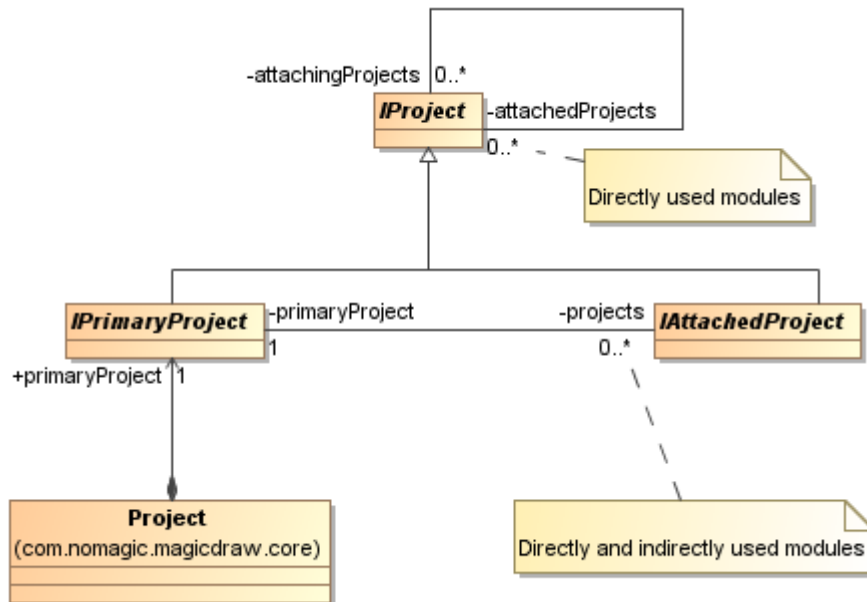 -attachingProjects 0..*
IProject
-attachedProjects
0..*
Directly used modules
IPrimaryProject
-primaryProject
1
-projects
0..*
IAttachedProject
+primaryProject 1
Project
(com.nomagic.magicdraw.core)
Directly and indirectly used modules